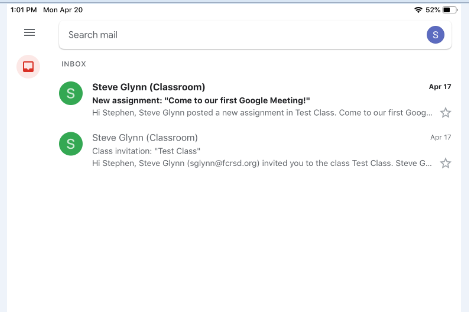 1:01 PM Mon Apr 20 52%
Search mail S
INBOX
S Steve Glynn (Classroom) Apr 17
New assignment: "Come to our first Google Meeting!"
Hi Stephen, Steve Glynn posted a new assignment in Test Class. Come to our first Goog...
S Steve Glynn (Classroom) Apr 17
Class invitation: "Test Class"
Hi Stephen, Steve Glynn (sglynn@fcrsd.org) invited you to the class Test Class. Steve G...